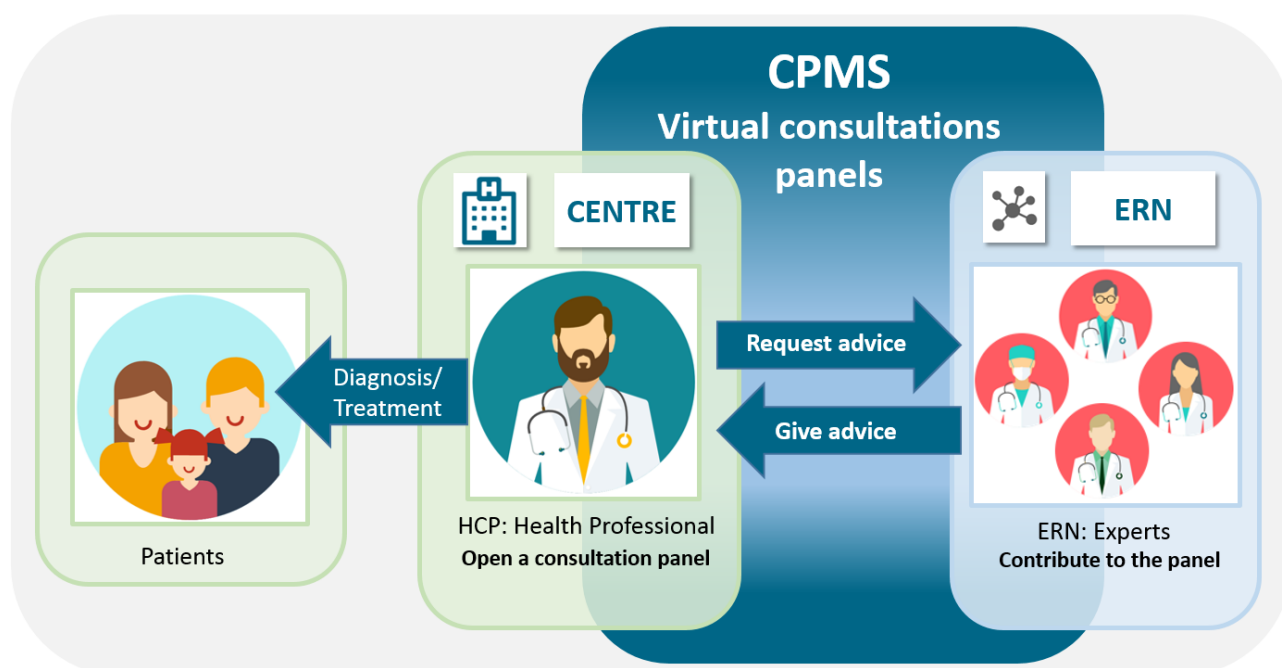 CPMS
Virtual consultations
panels
H
CENTRE
ERN
Diagnosis/
Treatment
Request advice
Give advice
Patients
HCP: Health Professional
Open a consultation panel
ERN: Experts
Contribute to the panel